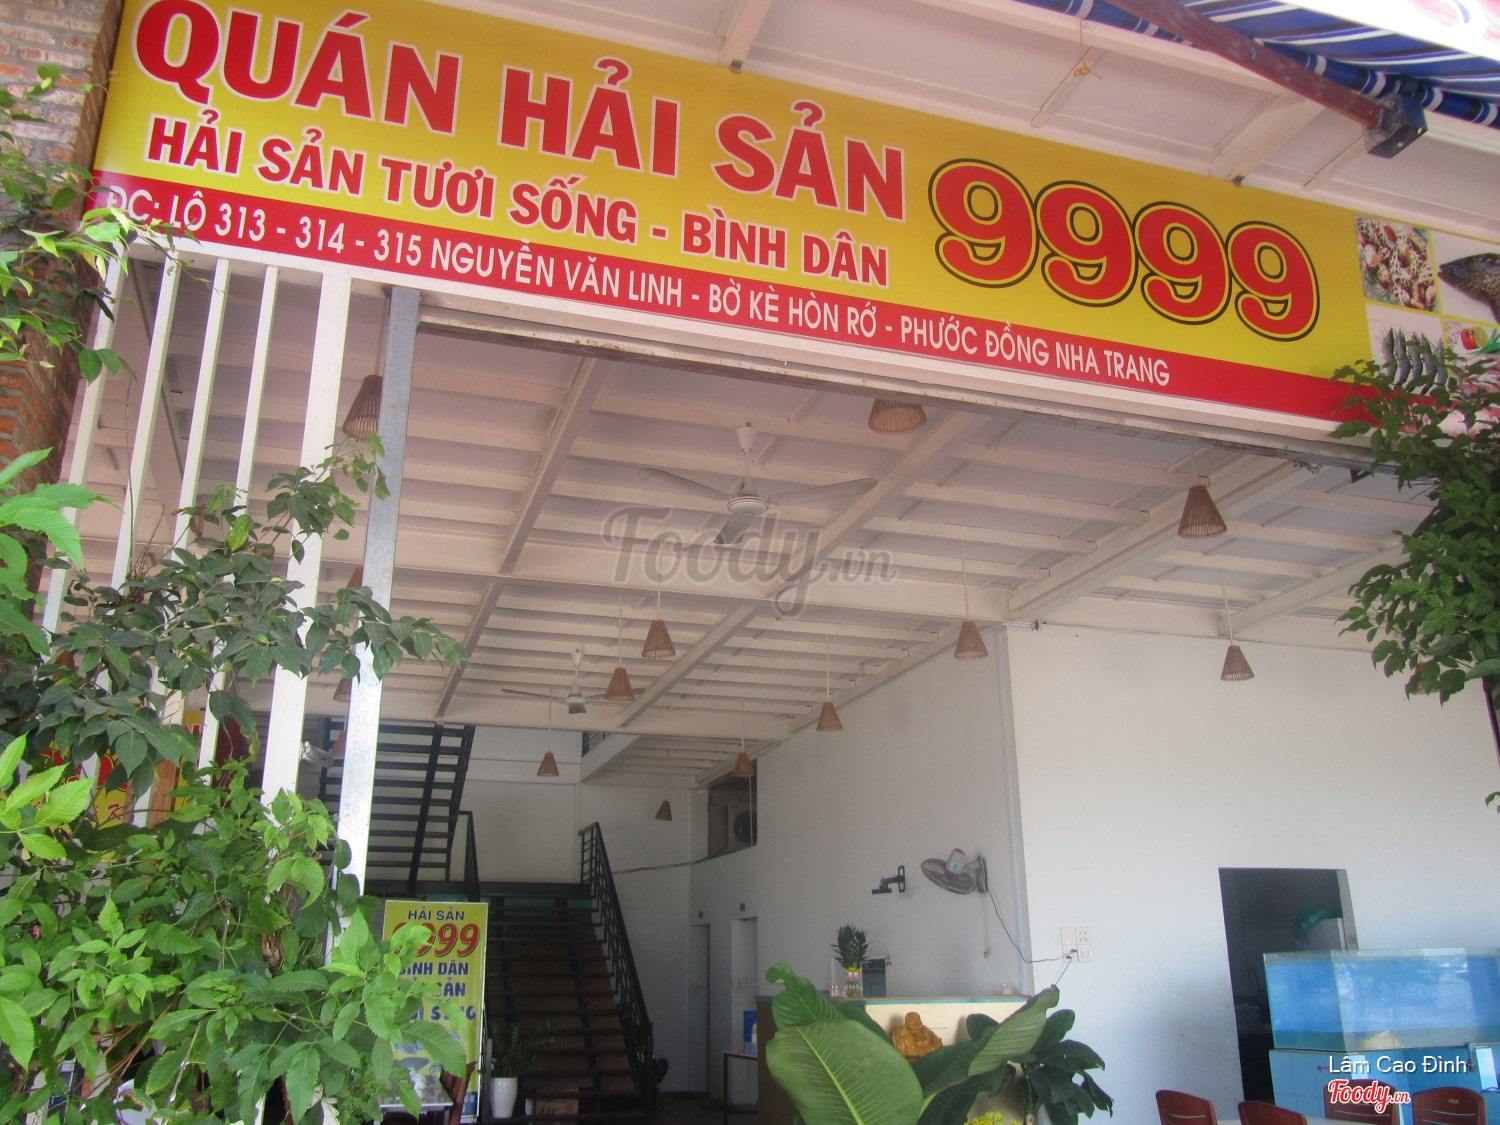 QUÁN HẢI SẢN 9999
HẢI SẢN TƯƠI SỐNG - BÌNH DÂN
ĐC: LÔ 313 - 314 - 315 NGUYỄN VĂN LINH - BỜ KÈ HÒN RỚ - PHƯỚC ĐỒNG NHA TRANG
Foody.vn
HẢI SẢN
9999
BÌNH DÂN
Lâm Cao Đình
Foody.vn